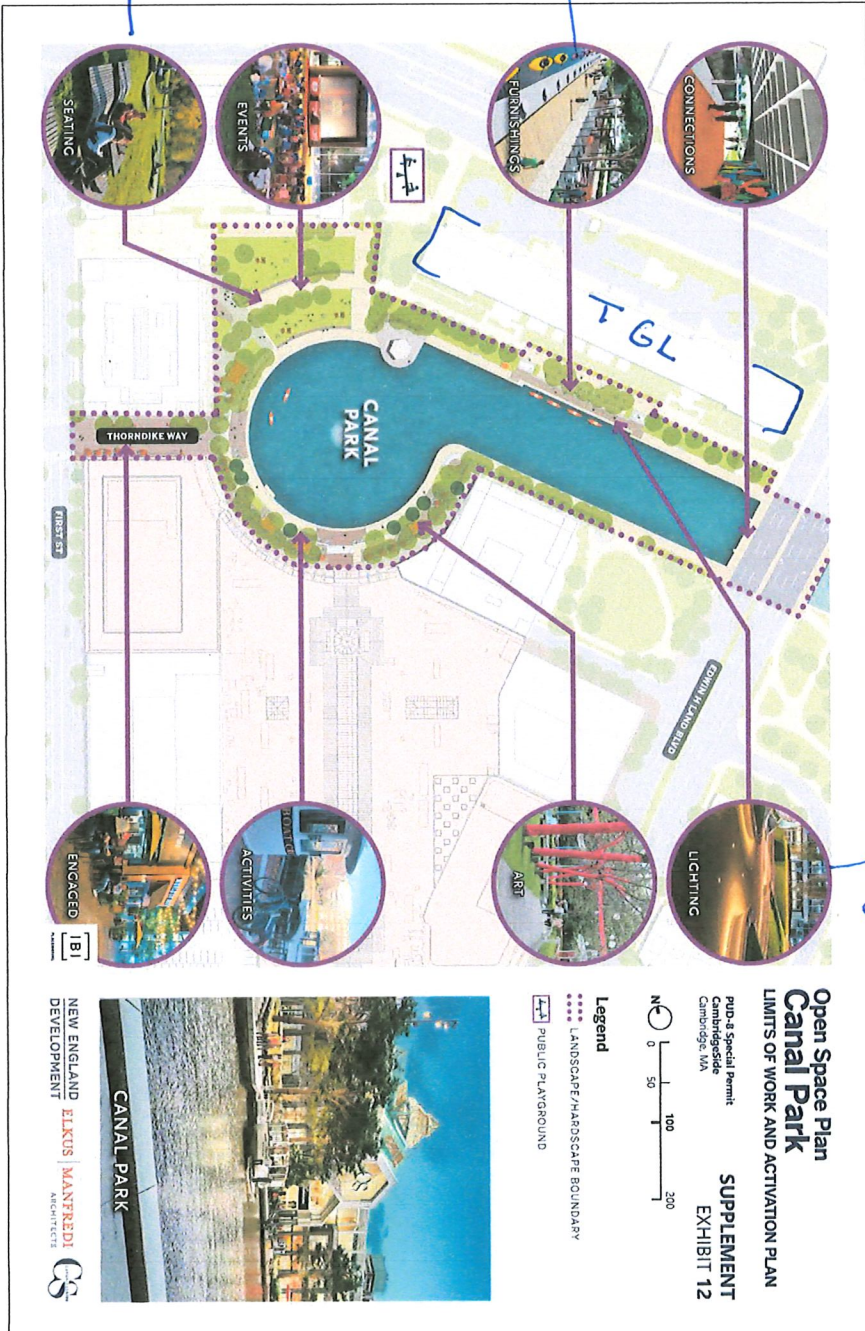 Open Space Plan
Canal Park
LIMITS OF WORK AND ACTIVATION PLAN
PUD-8 Special Permit
CambridgeSide
Cambridge, MA
SUPPLEMENT
EXHIBIT 12
N
0 50 100 200
Legend
LANDSCAPE/HARDSCAPE BOUNDARY
PUBLIC PLAYGROUND
CANAL PARK
NEW ENGLAND
DEVELOPMENT
ELKUS | MANFREDI
ARCHITECTS
CS
CONNECTIONS
FURNISHINGS
EVENTS
SEATING
TGL
CANAL
PARK
THORNDIKE WAY
FIRST ST
EDWIN H LAND BLVD
LIGHTING
ART
ACTIVITIES
BOATO
ENGAGED
IBI